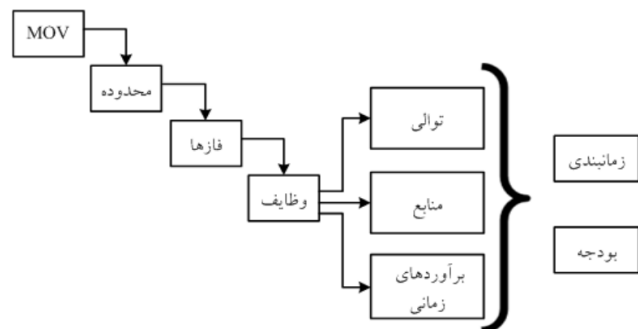 MOV
محدوده
فازها
وظایف
توالی
منابع
برآوردهای
زمانی
زمانبندی
بودجه